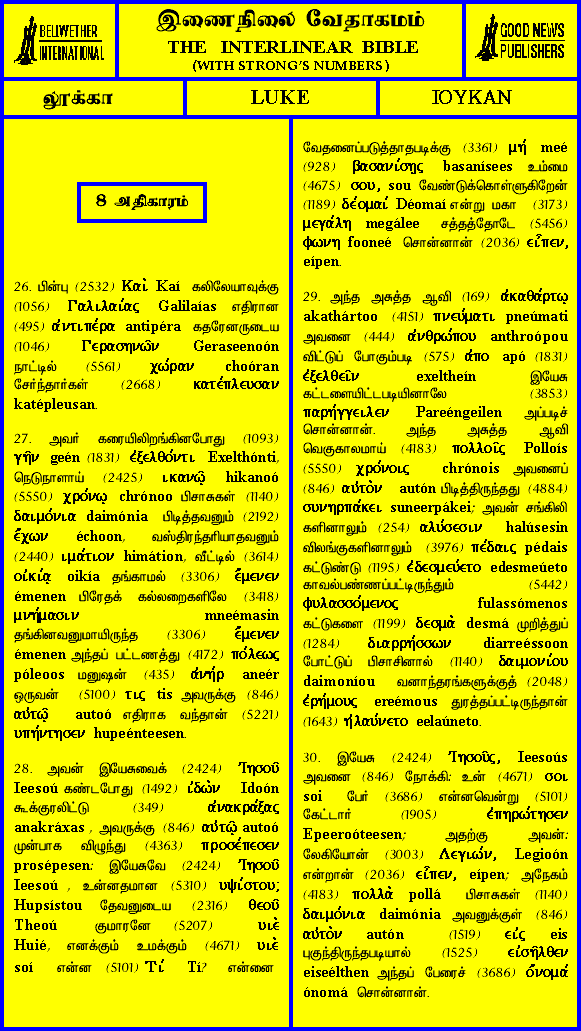 BELLWETHER
INTERNATIONAL
இணைநிலை வேதாகமம்
THE INTERLINEAR BIBLE
(WITH STRONG'S NUMBERS)
GOOD NEWS
PUBLISHERS
லூக்கா
LUKE
ΙΟΥΚΑΝ
8 அதிகாரம்
26. பின்பு (2532) Καὶ Kaí கலிலேயாவுக்கு
(1056) Γαλιλαίας Galilaías எதிரான
(495) ἀντιπέρα antipéra கதரேனருடைய
(1046) Γερασηνῶν Geraseenoón
நாட்டில் (5561) χώραν choóran
சேர்ந்தார்கள் (2668) κατέπλευσαν
katépleusan.
27. அவர் கரையிலிறங்கினபோது (1093)
γῆν geén (1831) ἐξελθόντι Exelthónti,
நெடுநாளாய் (2425) ικανῷ hikanoó
(5550) χρόνῳ chrónoo பிசாசுகள் (1140)
δαιμόνια daimónia பிடித்தவனும் (2192)
ἔχων échoon, வஸ்திரந்தரியாதவனும்
(2440) ιμάτιον himátion, வீட்டில் (3614)
οἰκίᾳ oikía தங்காமல் (3306) ἔμενεν
émenen பிரேதக் கல்லறைகளிலே (3418)
μνήμασιν mneémasin
தங்கினவனுமாயிருந்த (3306) ἔμενεν
émenen அந்தப் பட்டணத்து (4172) πόλεως
póleoos மனுஷன் (435) ἀνήρ aneér
ஒருவன் (5100) τις tis அவருக்கு (846)
αὐτῷ autoó எதிராக வந்தான் (5221)
υπήντησεν hupeénteesen.
28. அவன் இயேசுவைக் (2424) Ἰησοῦ
Ieesoú கண்டபோது (1492) ἰδὼν Idoón
கூக்குரலிட்டு (349) ἀνακράξας
anakráxas , அவருக்கு (846) αὐτῷ autoó
முன்பாக விழுந்து (4363) προσέπεσεν
prosépesen: இயேசுவே (2424) Ἰησοῦ
Ieesoú , உன்னதமான (5310) υψίστου;
Hupsístou தேவனுடைய (2316) θεοῦ
Theoú குமாரனே (5207) υιὲ
Huié, எனக்கும் உமக்கும் (4671) υιὲ
soí என்ன (5101) Τί Tí? என்னை
வேதனைப்படுத்தாதபடிக்கு (3361) μή meé
(928) βασανίσῃς basanísees உம்மை
(4675) σου, sou வேண்டுக்கொள்ளுகிறேன்
(1189) δέομαί Déomaí என்று மகா (3173)
μεγάλη megálee சத்தத்தோடே (5456)
φωνη fooneé சொன்னான் (2036) εἶπεν,
eípen.
29. அந்த அசுத்த ஆவி (169) ἀκαθάρτῳ
akathártoo (4151) πνεύματι pneúmati
அவனை (444) ἀνθρώπου anthroópou
விட்டுப் போகும்படி (575) ἀπο apó (1831)
ἐξελθεῖν exeltheín இயேசு
கட்டளையிட்டபடியினாலே (3853)
παρήγγειλεν Pareéngeilen அப்படிச்
சொன்னான். அந்த அசுத்த ஆவி
வெகுகாலமாய் (4183) πολλοῖς Polloís
(5550) χρόνοις chrónois அவனைப்
(846) αὐτὸν autón பிடித்திருந்தது (4884)
συνηρπάκει suneerpákei; அவன் சங்கிலி
களினாலும் (254) αλύσεσιν halúsesin
விலங்குகளினாலும் (3976) πέδαις pédais
கட்டுண்டு (1195) ἐδεσμεύετο edesmeúeto
காவல்பண்ணப்பட்டிருந்தும் (5442)
φυλασσόμενος fulassómenos
கட்டுகளை (1199) δεσμὰ desmá முறித்துப்
(1284) διαρρήσσων diarreéssoon
போட்டுப் பிசாசினால் (1140) δαιμονίου
daimoníou வனாந்தரங்களுக்குத் (2048)
ἐρήμους ereémous துரத்தப்பட்டிருந்தான்
(1643) ἠλαύνετο eelaúneto.
30. இயேசு (2424) Ἰησοῦς, Ieesoús
அவனை (846) நோக்கி: உன் (4671) σοι
soi பேர் (3686) என்னவென்று (5101)
கேட்டார் (1905) ἐπηρώτησεν
Epeeroóteesen; அதற்கு அவன்:
லேகியோன் (3003) Λεγιών, Legioón
என்றான் (2036) εἶπεν, eípen; அநேகம்
(4183) πολλὰ pollá பிசாசுகள் (1140)
δαιμόνια daimónia அவனுக்குள் (846)
αὐτὸν autón (1519) εἰς eis
புகுந்திருந்தபடியால் (1525) εἰσῆλθεν
eiseélthen அந்தப் பேரைச் (3686) ὄνομά
ónomá சொன்னான்.